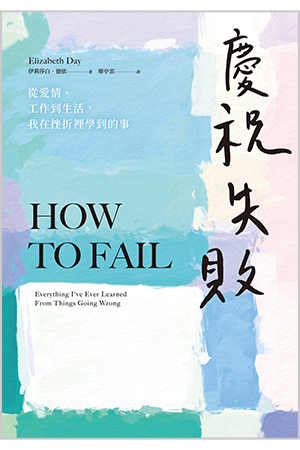 慶祝失敗
Elizabeth Day
伊莉莎白・德依——著 廖亭雲——譯
從愛情、
工作到生活，
我在挫折裡學到的事
HOW
TO FAIL
Everything I've Ever Learned
From Things Going Wrong